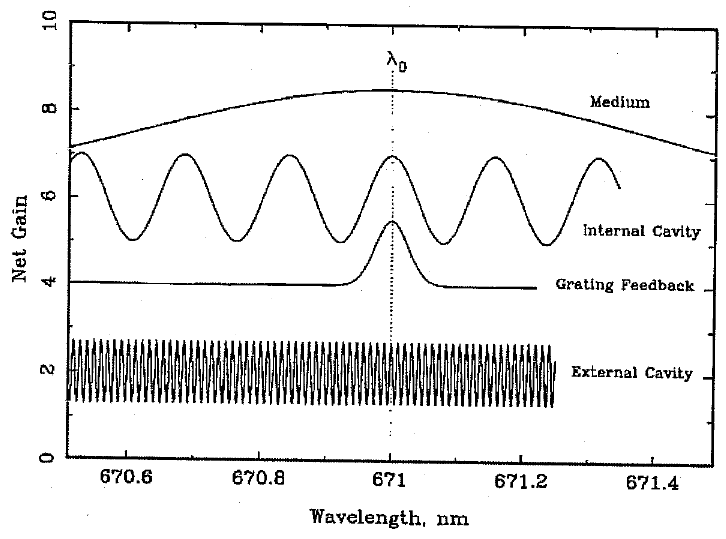 10
8
6
4
2
0
Net Gain
λ0
Medium
Internal Cavity
Grating Feedback
External Cavity
670.6 670.8 671 671.2 671.4
Wavelength, nm